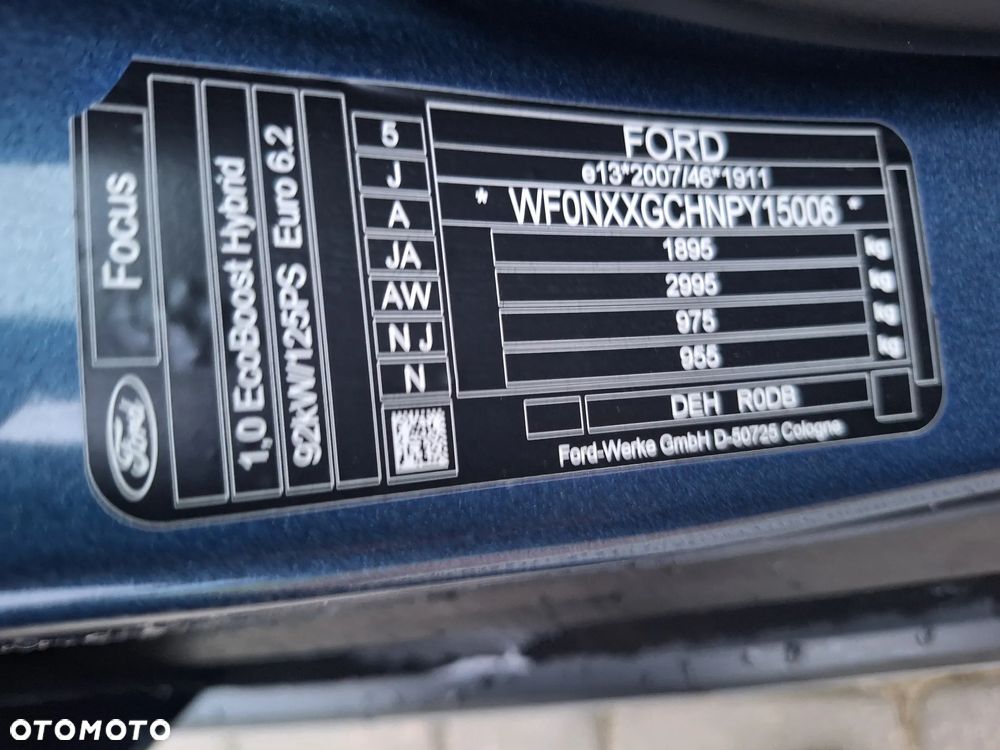 Focus
Ford
1,0 EcoBoost Hybrid
92kW/125PS Euro 6.2
5
J
A
JA
AW
N J
N
FORD
e13*2007/46*1911
* WF0NXXGCHNPY15006 *
1895 kg
2995 kg
975 kg
955 kg
DEH R0DB
Ford-Werke GmbH D-50725 Cologne
OTOMOTO